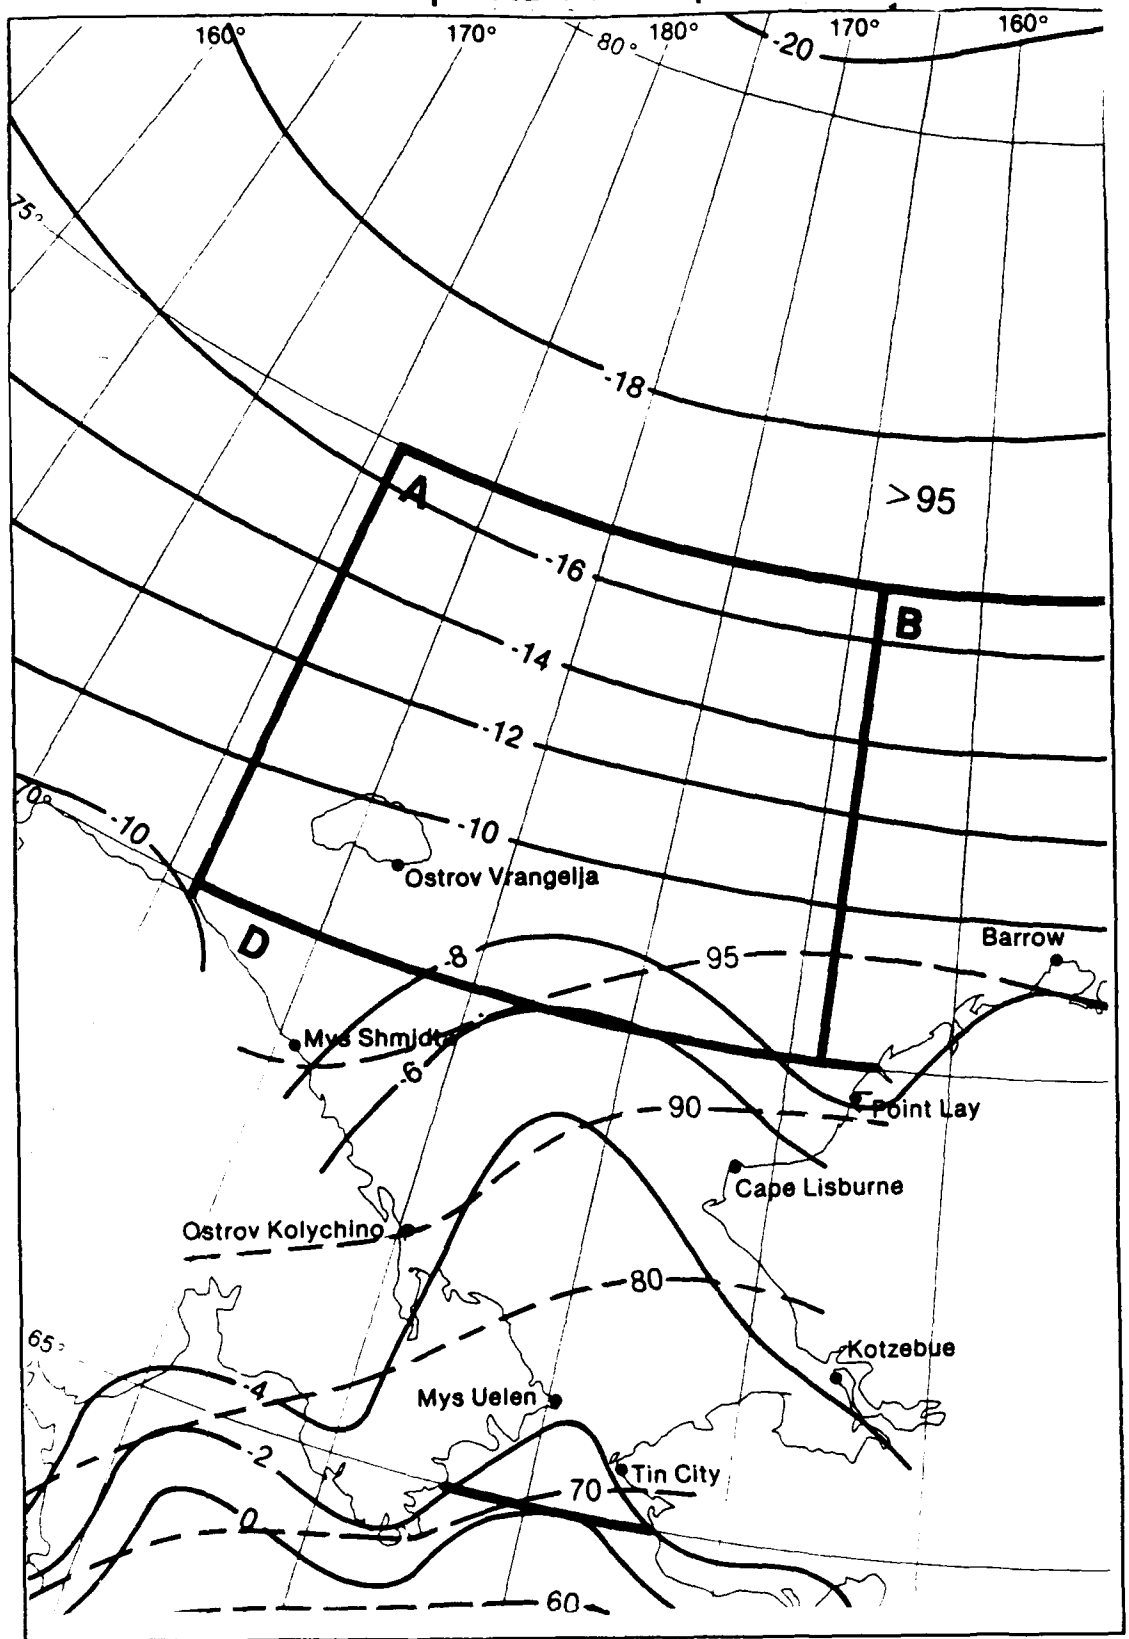 160° 170° 80° 180° 170° 160°
-20
75°
-18
>95
A
-16
B
-14
-12
70°
-10
-10
Ostrov Vrangelja
D
-8
95
Barrow
Mys Shmidta
-6
90
Point Lay
Cape Lisburne
Ostrov Kolychino
80
65°
Kotzebue
-4
Mys Uelen
-2
Tin City
70
0
60